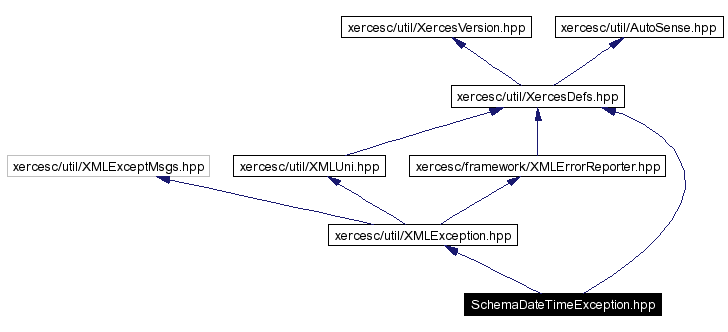 xercesc/util/XercesVersion.hpp
xercesc/util/AutoSense.hpp
xercesc/util/XercesDefs.hpp
xercesc/util/XMLExceptMsgs.hpp
xercesc/util/XMLUni.hpp
xercesc/framework/XMLErrorReporter.hpp
xercesc/util/XMLException.hpp
SchemaDateTimeException.hpp